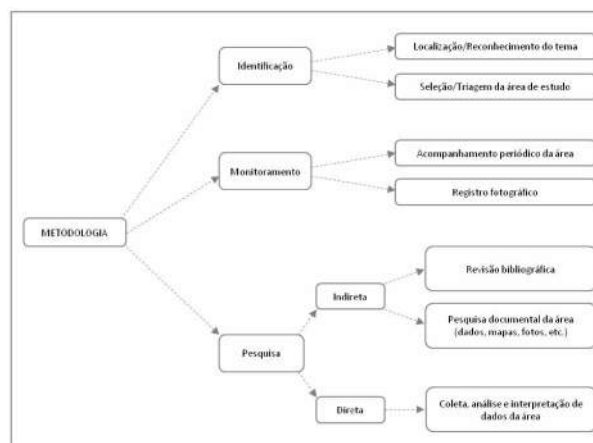 Localização/Reconhecimento do tema
Identificação
Seleção/Triagem da área de estudo
Acompanhamento periódico da área
Monitoramento
Registro fotográfico
METODOLOGIA
Revisão bibliográfica
Indireta
Pesquisa documental da área
(dados, mapas, fotos, etc.)
Pesquisa
Direta
Coleta, análise e interpretação de
dados da área